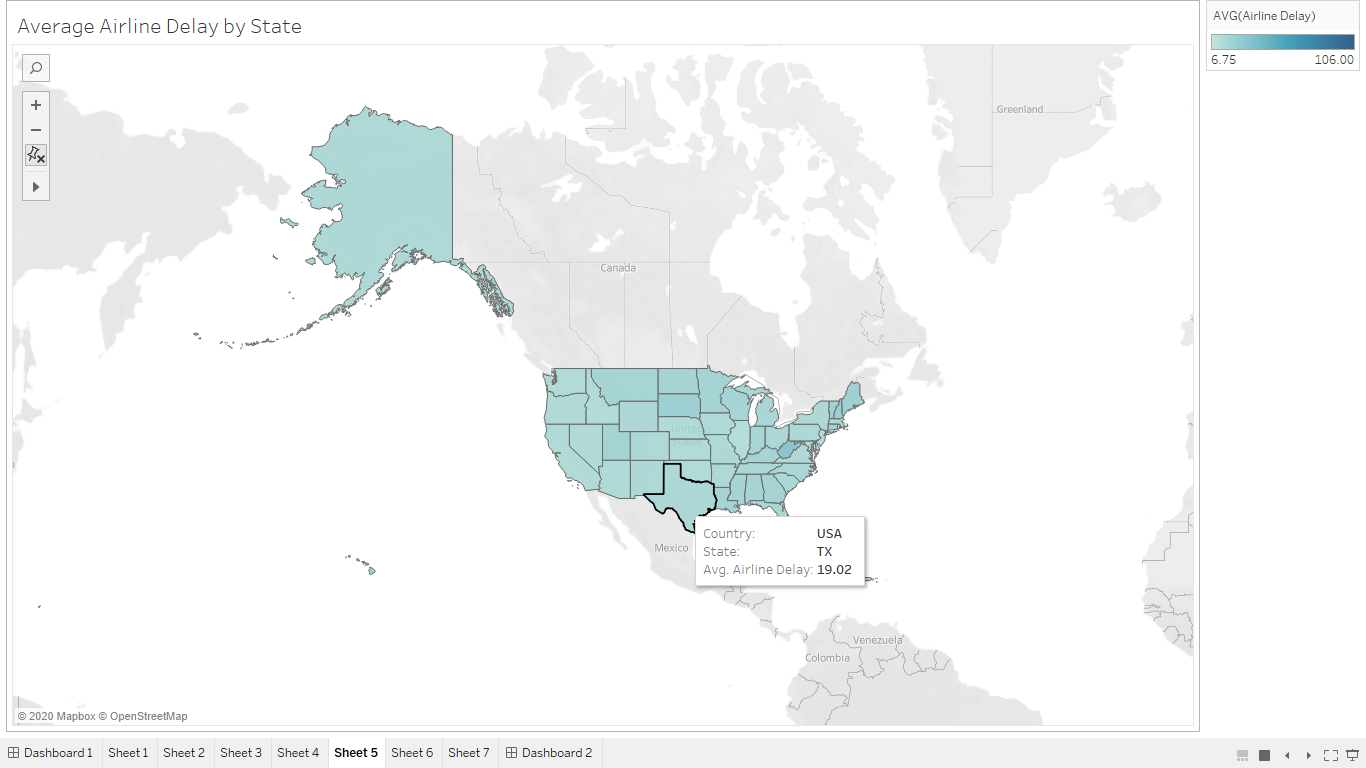 Average Airline Delay by State
AVG(Airline Delay)
6.75 106.00
Greenland
Canada
United
States
Mexico
Country: USA
State: TX
Avg. Airline Delay: 19.02
Venezuela
Colombia
© 2020 Mapbox © OpenStreetMap
Dashboard 1 Sheet 1 Sheet 2 Sheet 3 Sheet 4 Sheet 5 Sheet 6 Sheet 7 Dashboard 2